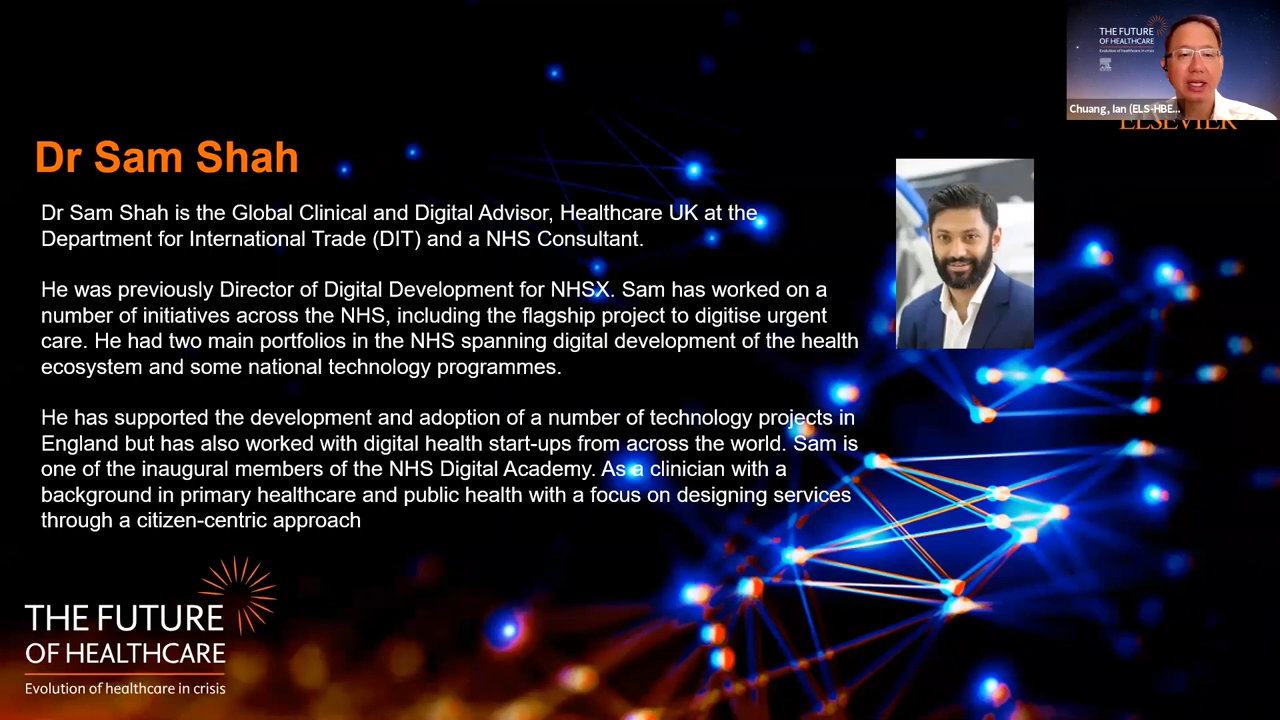 THE FUTURE
OF HEALTHCARE
Evolution of healthcare in crisis
Chuang, Ian (ELS-HBE...
ELSEVIER
Dr Sam Shah
Dr Sam Shah is the Global Clinical and Digital Advisor, Healthcare UK at the
Department for International Trade (DIT) and a NHS Consultant.
He was previously Director of Digital Development for NHSX. Sam has worked on a
number of initiatives across the NHS, including the flagship project to digitise urgent
care. He had two main portfolios in the NHS spanning digital development of the health
ecosystem and some national technology programmes.
He has supported the development and adoption of a number of technology projects in
England but has also worked with digital health start-ups from across the world. Sam is
one of the inaugural members of the NHS Digital Academy. As a clinician with a
background in primary healthcare and public health with a focus on designing services
through a citizen-centric approach
THE FUTURE
OF HEALTHCARE
Evolution of healthcare in crisis